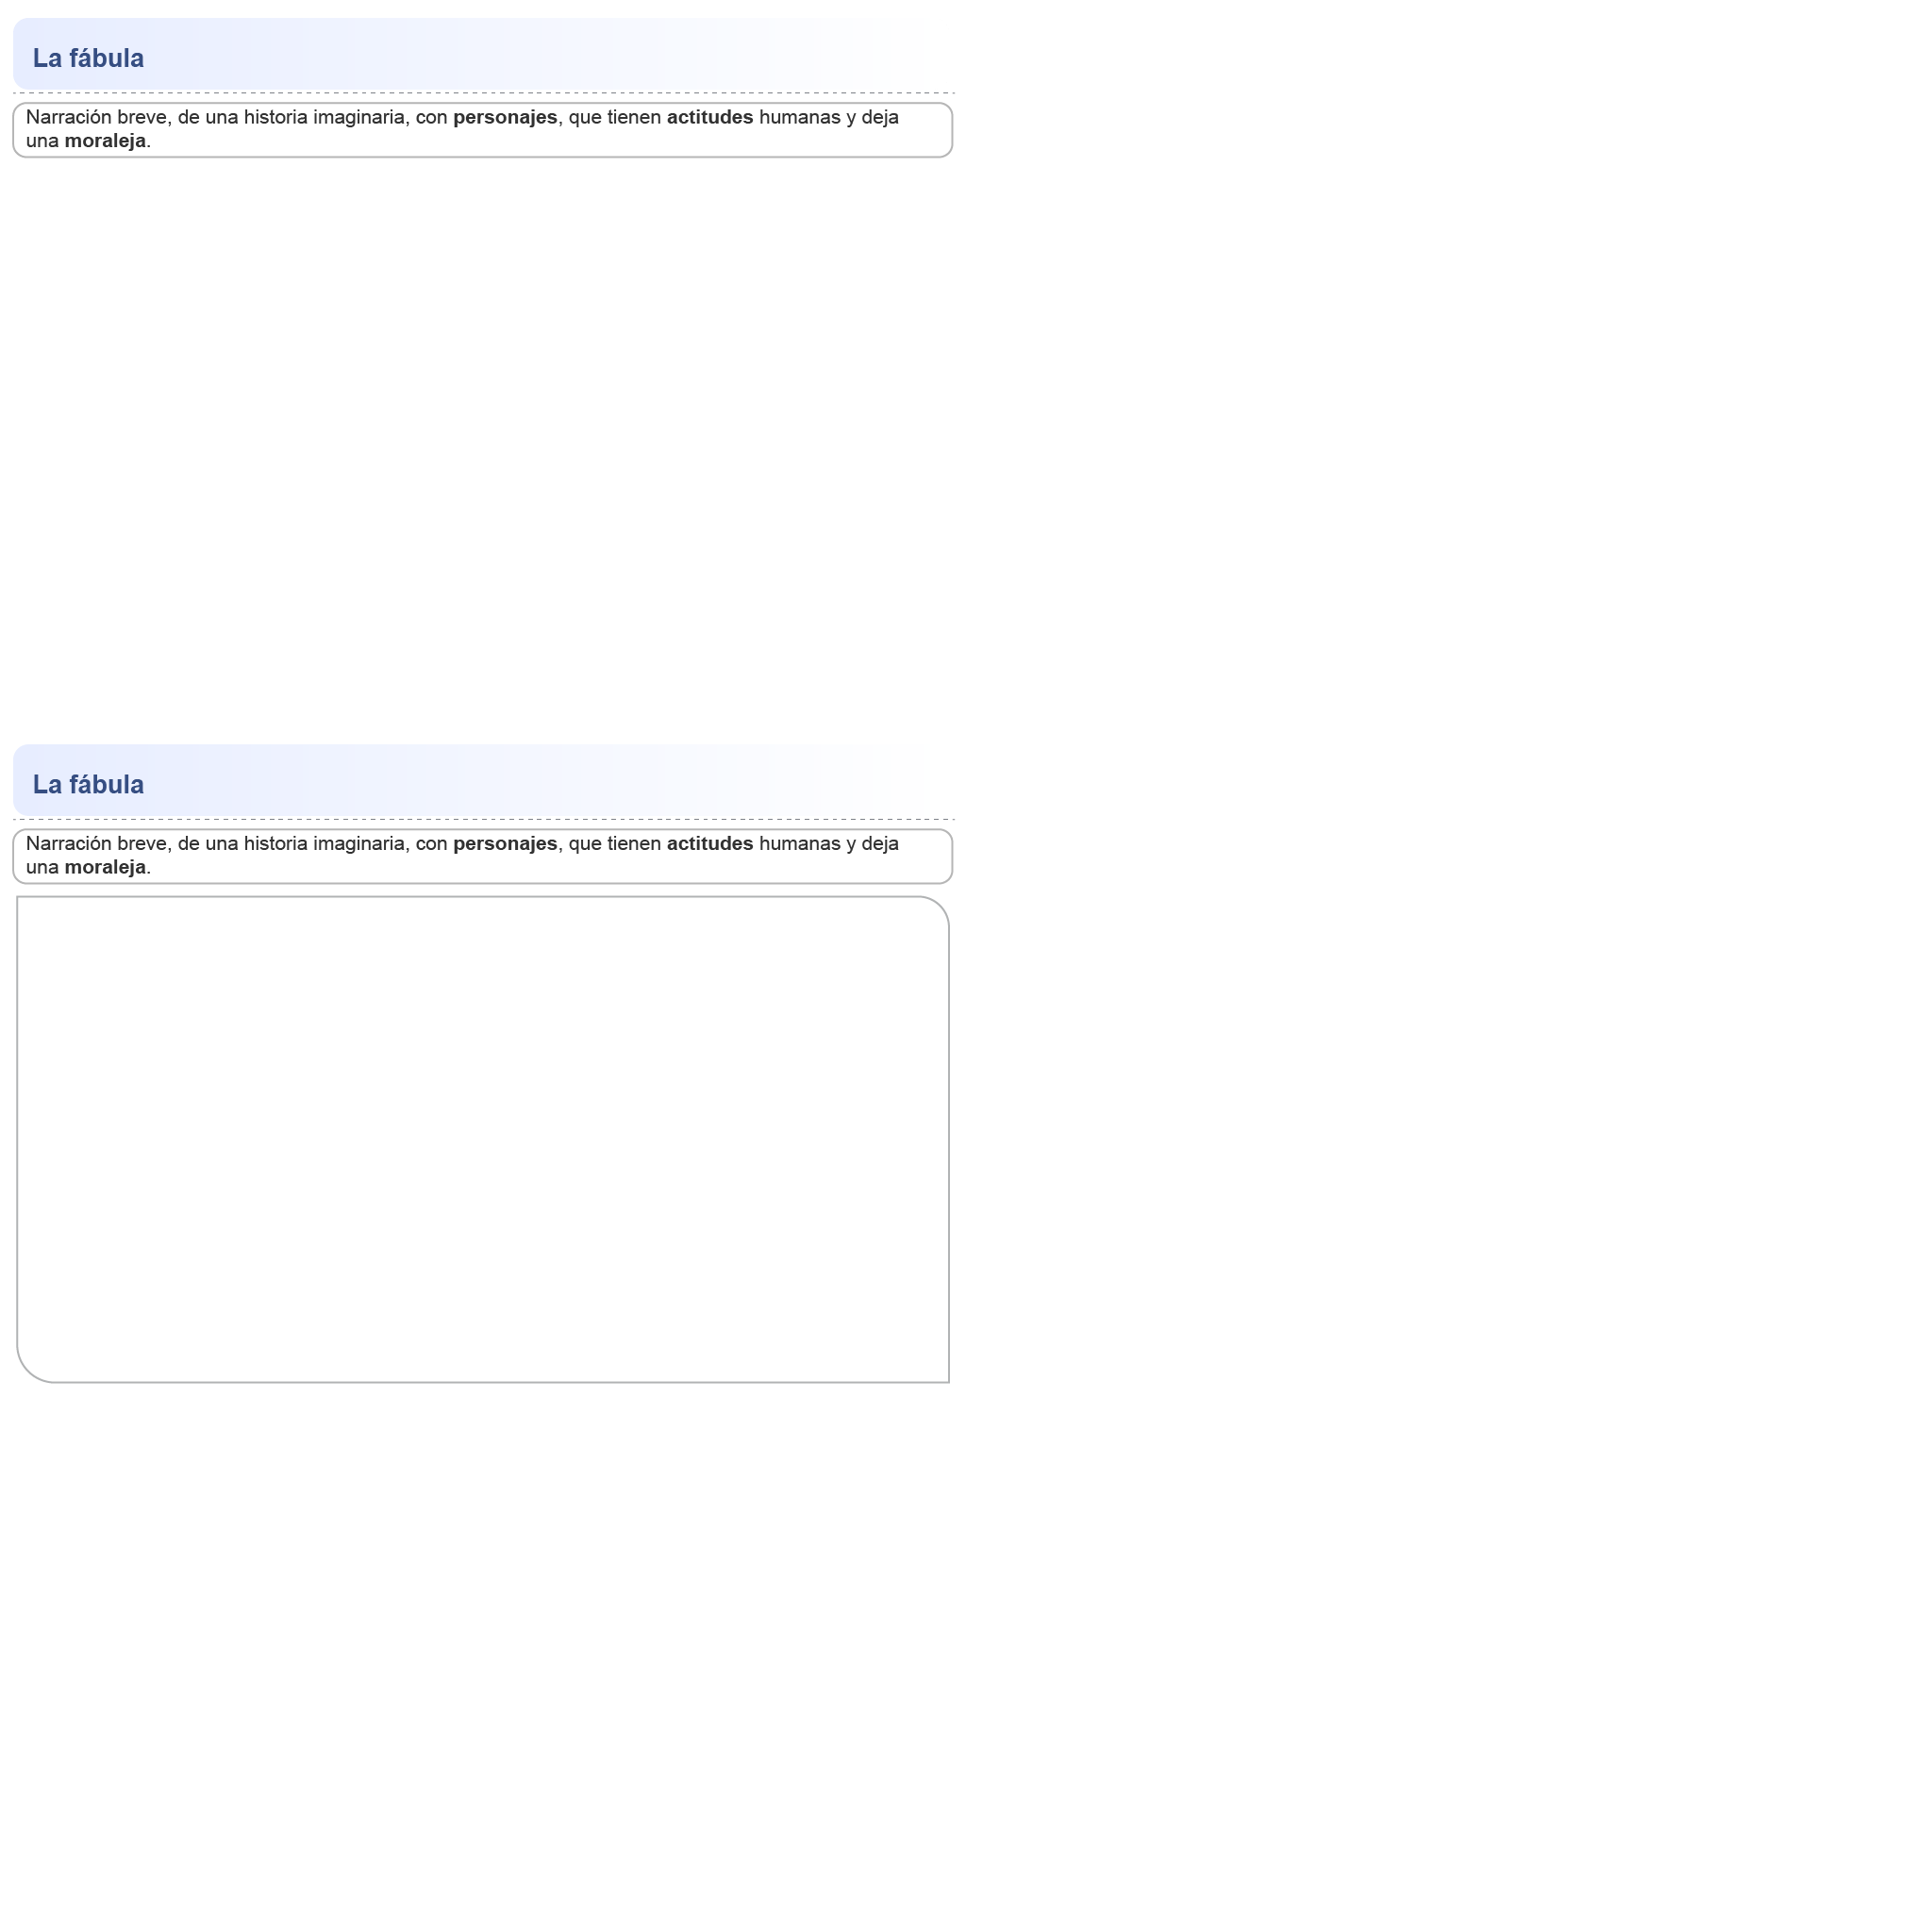 La fábula
Narración breve, de una historia imaginaria, con personajes, que tienen actitudes humanas y deja
una moraleja.
La fábula
Narración breve, de una historia imaginaria, con personajes, que tienen actitudes humanas y deja
una moraleja.